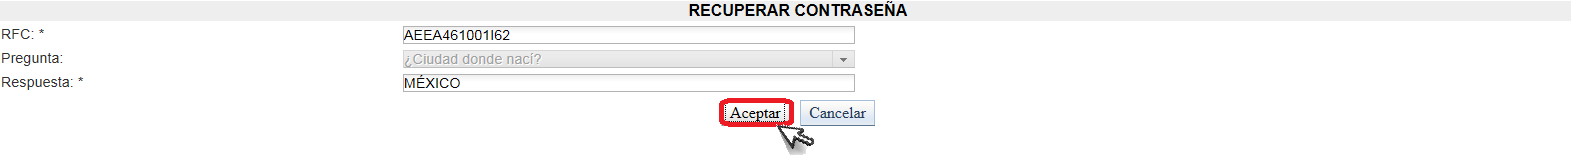 RECUPERAR CONTRASEÑA
RFC: * AEEA461001I62
Pregunta: ¿Ciudad donde nací?
Respuesta: * MÉXICO
Aceptar Cancelar